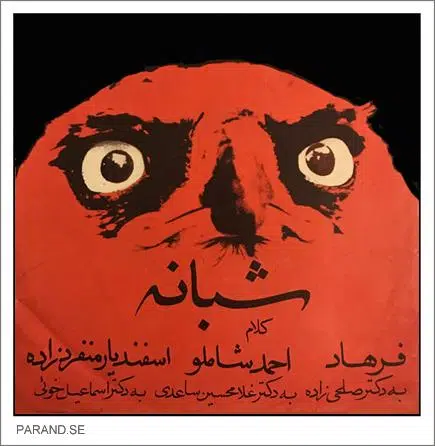 شبانه
کلام
فرهاد احمد شاملو اسفندیار منفردزاده
به دکتر صلحی زاده به دکتر غلامحسین ساعدی به دکتر اسماعیل خوئی
PARAND.SE